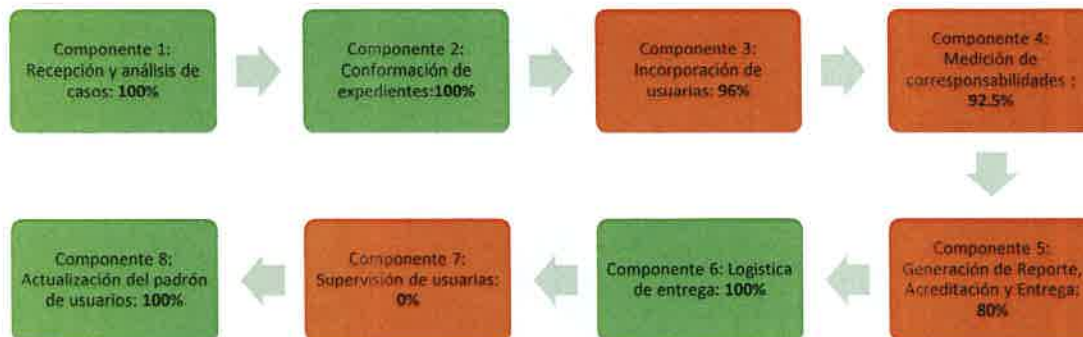 Componente 1:
Recepción y análisis de
casos: 100%
Componente 2:
Conformación de
expedientes:100%
Componente 3:
Incorporación de
usuarias: 96%
Componente 4:
Medición de
corresponsabilidades :
92.5%
Componente 5:
Generación de Reporte,
Acreditación y Entrega:
80%
Componente 6: Logistica
de entrega: 100%
Componente 7:
Supervisión de usuarias:
0%
Componente 8:
Actualización del padrón
de usuarios: 100%